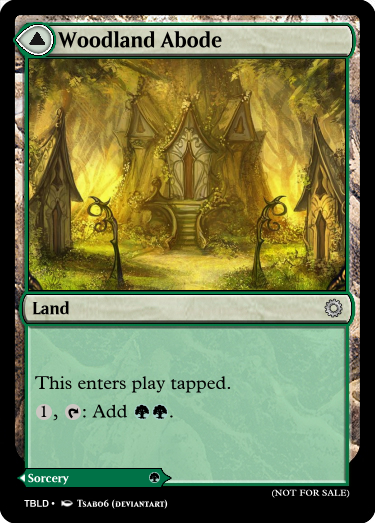 Woodland Abode
Land
This enters play tapped.
1, : Add .
Sorcery
(NOT FOR SALE)
TBLD • Tsabo6 (deviantart)